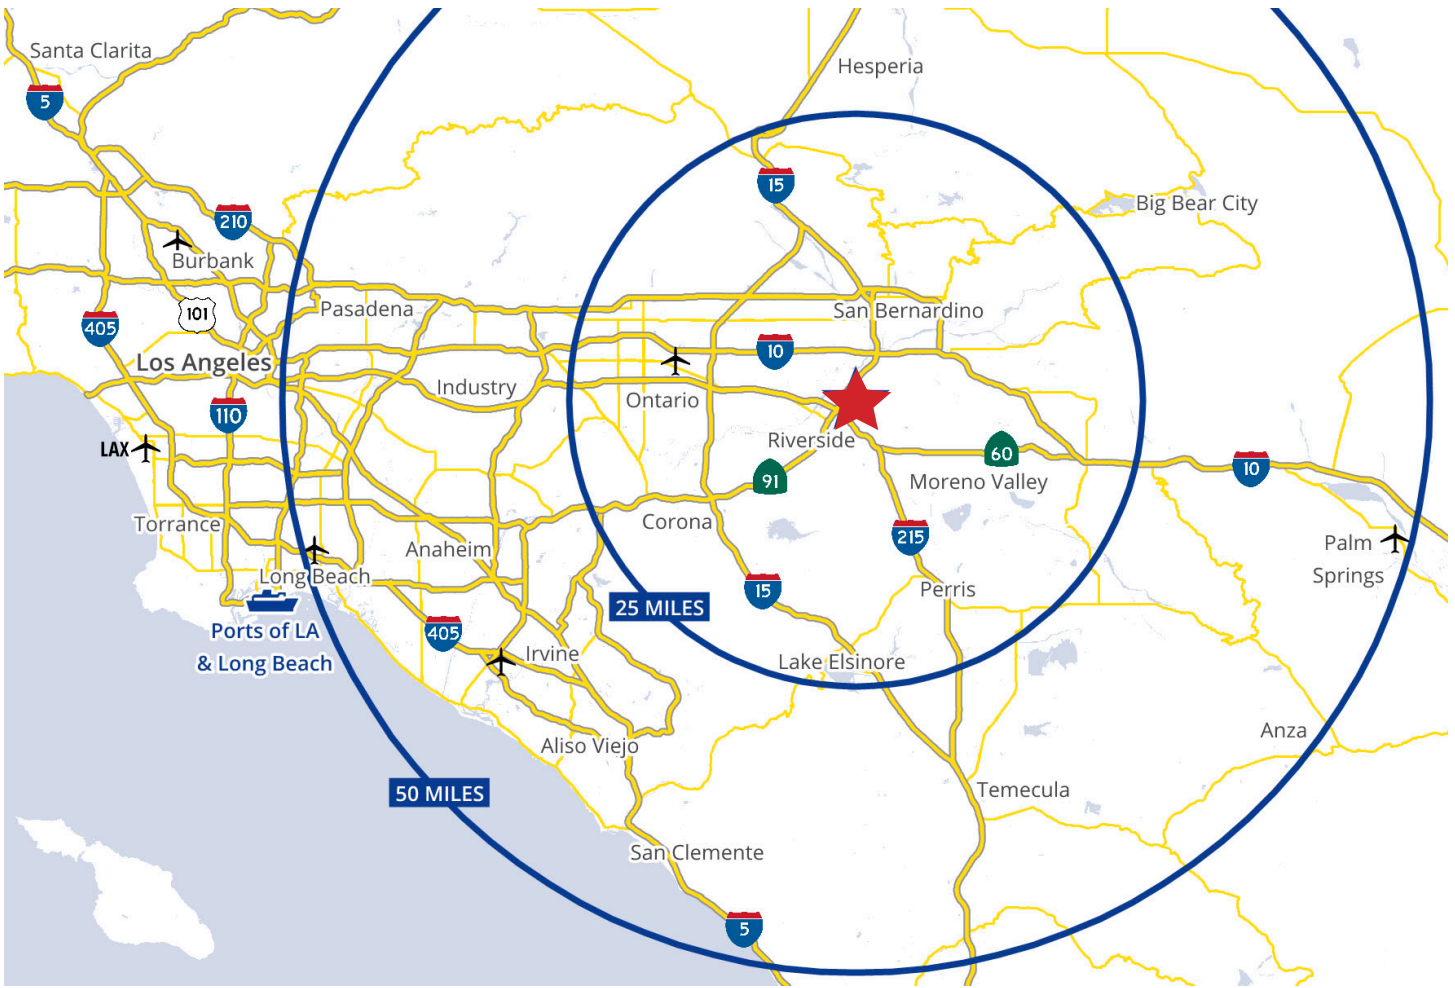 Santa Clarita
Hesperia
5
15
210
Big Bear City
Burbank
101
Pasadena
San Bernardino
405
10
Los Angeles
Industry
Ontario
110
LAX
Riverside
60
10
91
Moreno Valley
Torrance
Corona
215
Anaheim
Palm
Springs
Long Beach
15
Perris
25 MILES
Ports of LA
& Long Beach
405
Irvine
Lake Elsinore
Anza
Aliso Viejo
50 MILES
Temecula
San Clemente
5